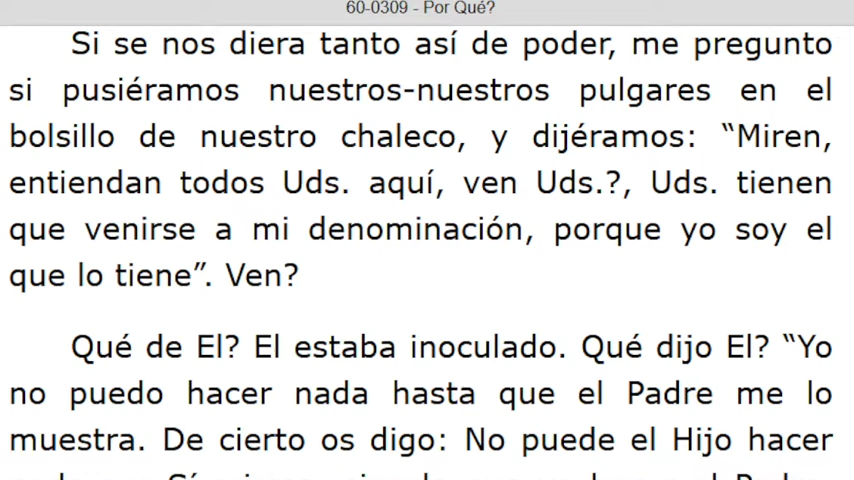 60-0309 - Por Qué?
Si se nos diera tanto así de poder, me pregunto
si pusiéramos nuestros-nuestros pulgares en el
bolsillo de nuestro chaleco, y dijéramos: “Miren,
entiendan todos Uds. aquí, ven Uds.?, Uds. tienen
que venirse a mi denominación, porque yo soy el
que lo tiene”. Ven?
Qué de El? El estaba inoculado. Qué dijo El? “Yo
no puedo hacer nada hasta que el Padre me lo
muestra. De cierto os digo: No puede el Hijo hacer